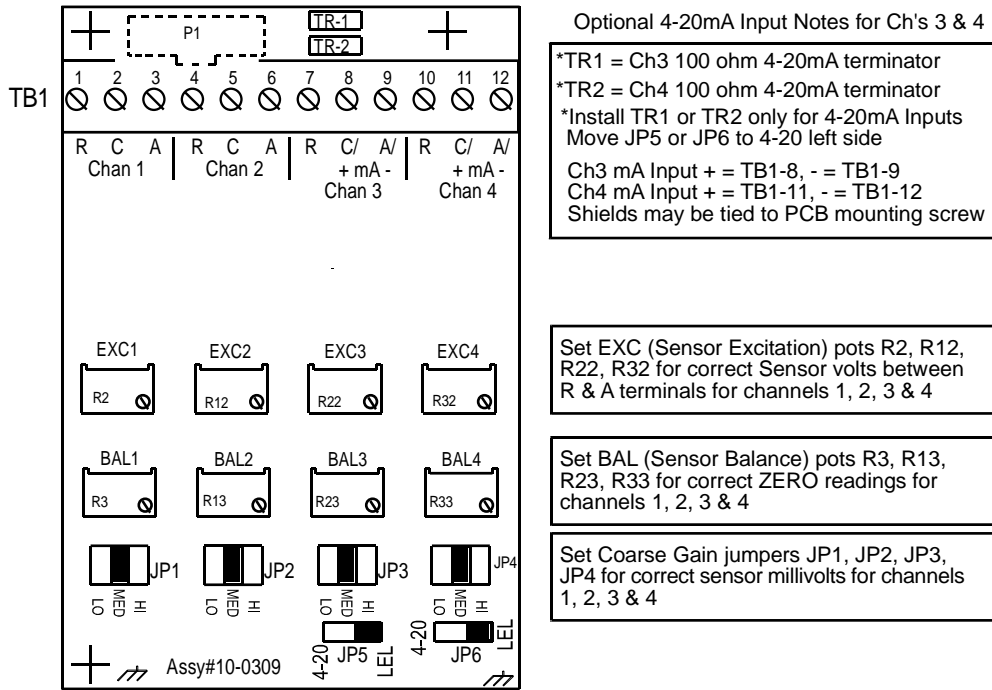 Optional 4-20mA Input Notes for Ch's 3 & 4
P1
TR-1
TR-2
TB1
1 2 3 4 5 6 7 8 9 10 11 12
R C A R C A R C/ A/ R C/ A/
Chan 1 Chan 2 + mA - + mA -
Chan 3 Chan 4
*TR1 = Ch3 100 ohm 4-20mA terminator
*TR2 = Ch4 100 ohm 4-20mA terminator
*Install TR1 or TR2 only for 4-20mA Inputs
Move JP5 or JP6 to 4-20 left side
Ch3 mA Input + = TB1-8, - = TB1-9
Ch4 mA Input + = TB1-11, - = TB1-12
Shields may be tied to PCB mounting screw
EXC1 EXC2 EXC3 EXC4
R2 R12 R22 R32
Set EXC (Sensor Excitation) pots R2, R12,
R22, R32 for correct Sensor volts between
R & A terminals for channels 1, 2, 3 & 4
BAL1 BAL2 BAL3 BAL4
R3 R13 R23 R33
Set BAL (Sensor Balance) pots R3, R13,
R23, R33 for correct ZERO readings for
channels 1, 2, 3 & 4
JP1 JP2 JP3 JP4
LO MED HI LO MED HI LO MED HI LO MED HI
Set Coarse Gain jumpers JP1, JP2, JP3,
JP4 for correct sensor millivolts for channels
1, 2, 3 & 4
4-20 JP5 LEL 4-20 JP6 LEL
Assy#10-0309